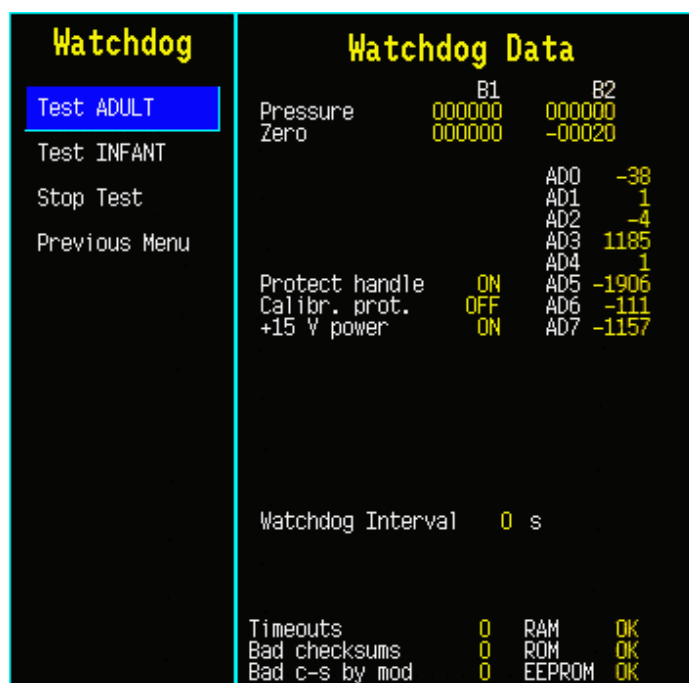 Watchdog
Test ADULT
Test INFANT
Stop Test
Previous Menu
Watchdog Data
B1 B2
Pressure 000000 000000
Zero 000000 -00020
AD0 -38
AD1 1
AD2 -4
AD3 1185
AD4 1
Protect handle ON AD5 -1906
Calibr. prot. OFF AD6 -111
+15 V power ON AD7 -1157
Watchdog Interval 0 s
Timeouts 0 RAM OK
Bad checksums 0 ROM OK
Bad c-s by mod 0 EEPROM OK